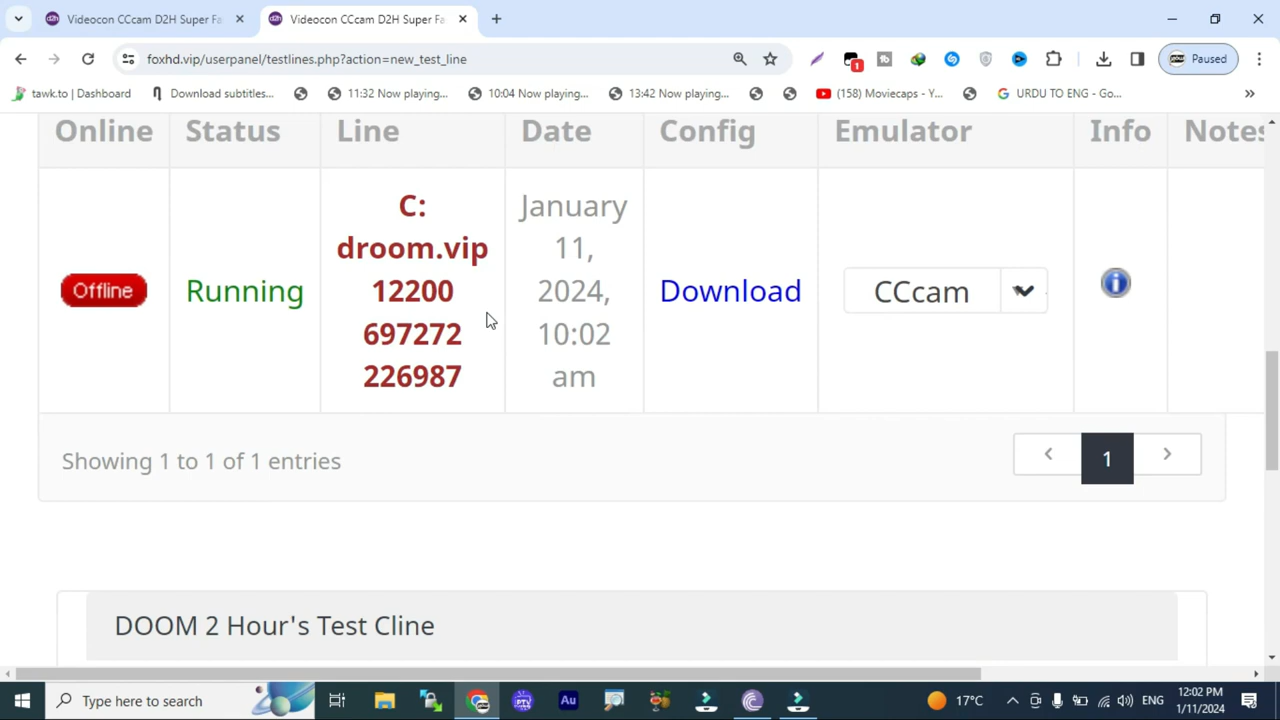 Videocon CCcam D2H Super Fa
Videocon CCcam D2H Super Fa
foxhd.vip/userpanel/testlines.php?action=new_test_line
1
Paused
tawk.to | Dashboard
Download subtitles...
11:32 Now playing...
10:04 Now playing...
13:42 Now playing...
(158) Moviecaps - Y...
URDU TO ENG - Go...
Online
Status
Line
Date
Config
Emulator
Info
Notes
Offline
Running
C:
droom.vip
12200
697272
226987
January
11,
2024,
10:02
am
Download
CCcam
Showing 1 to 1 of 1 entries
1
DOOM 2 Hour's Test Cline
Type here to search
PTV
Au
17°C
ENG
12:02 PM
1/11/2024